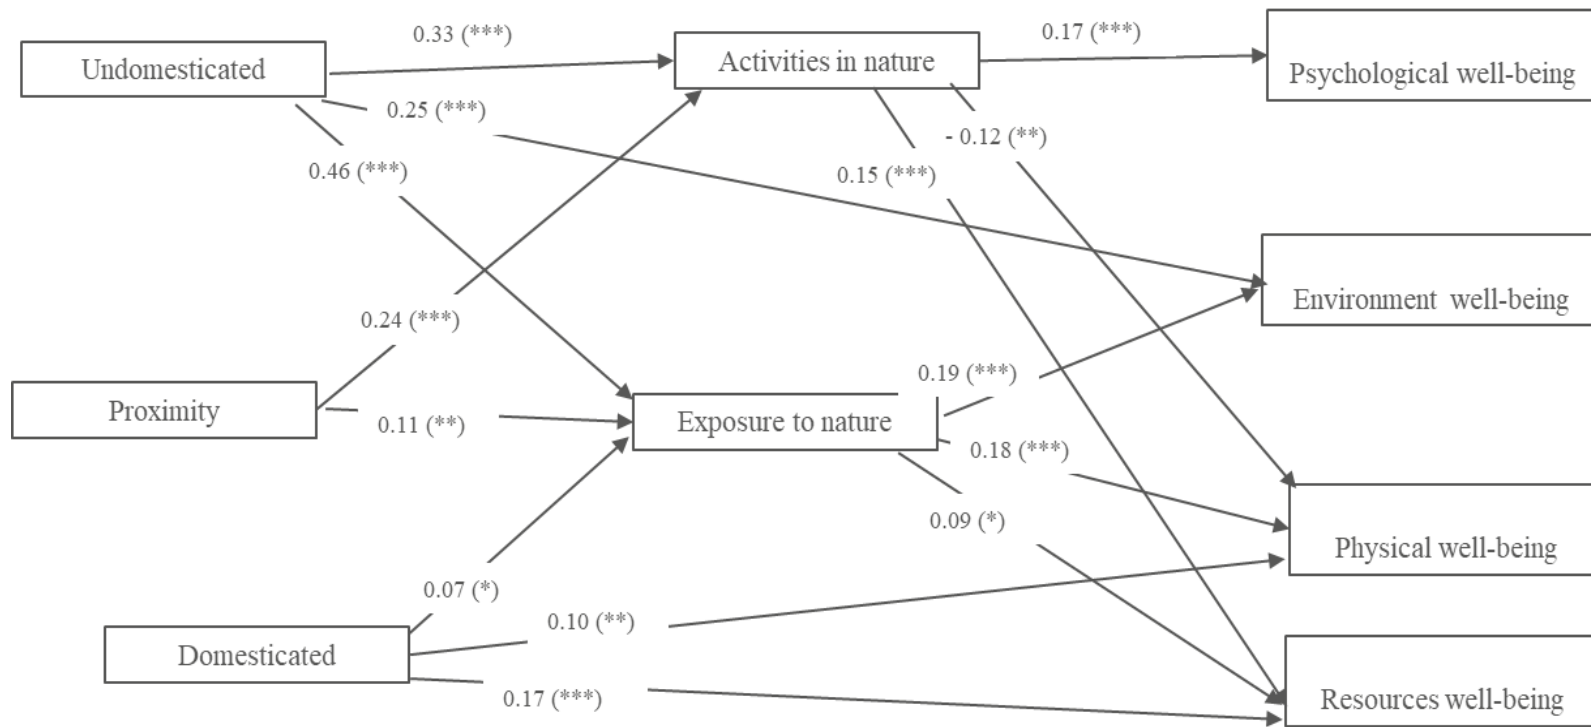 0.33 (***)
0.17 (***)
Undomesticated
Activities in nature
Psychological well-being
0.25 (***)
- 0.12 (**)
0.46 (***)
0.15 (***)
Environment well-being
0.24 (***)
0.19 (***)
Proximity
0.11 (**)
Exposure to nature
0.18 (***)
0.09 (*)
Physical well-being
0.07 (*)
0.10 (**)
Domesticated
0.17 (***)
Resources well-being